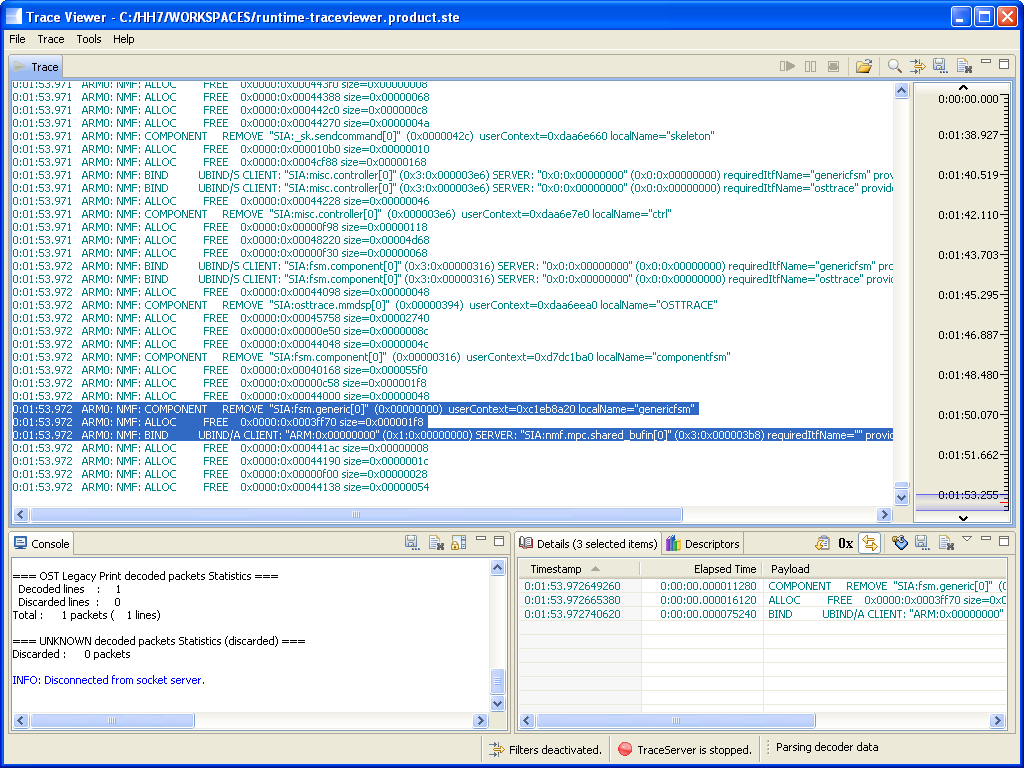 Trace Viewer - C:/HH7/WORKSPACES/runtime-traceviewer.product.ste
File Trace Tools Help
Trace
0:01:53.971 ARM0: NMF: ALLOC FREE 0x0000:0x000443f0 size=0x00000008
0:01:53.971 ARM0: NMF: ALLOC FREE 0x0000:0x00044388 size=0x00000068
0:01:53.971 ARM0: NMF: ALLOC FREE 0x0000:0x000442c0 size=0x000000c8
0:01:53.971 ARM0: NMF: ALLOC FREE 0x0000:0x00044270 size=0x0000004a
0:01:53.971 ARM0: NMF: COMPONENT REMOVE "SIA:_sk.sendcommand[0]" (0x0000042c) userContext=0xdaa6e660 localName="skeleton"
0:01:53.971 ARM0: NMF: ALLOC FREE 0x0000:0x000010b0 size=0x00000010
0:01:53.971 ARM0: NMF: ALLOC FREE 0x0000:0x0004cf88 size=0x00000168
0:01:53.971 ARM0: NMF: BIND UBIND/S CLIENT: "SIA:misc.controller[0]" (0x3:0x000003e6) SERVER: "0x0:0x00000000" (0x0:0x00000000) requiredItfName="genericfsm" prov
0:01:53.971 ARM0: NMF: BIND UBIND/S CLIENT: "SIA:misc.controller[0]" (0x3:0x000003e6) SERVER: "0x0:0x00000000" (0x0:0x00000000) requiredItfName="osttrace" provide
0:01:53.971 ARM0: NMF: ALLOC FREE 0x0000:0x00044228 size=0x00000046
0:01:53.971 ARM0: NMF: COMPONENT REMOVE "SIA:misc.controller[0]" (0x000003e6) userContext=0xdaa6e7e0 localName="ctrl"
0:01:53.971 ARM0: NMF: ALLOC FREE 0x0000:0x00000f98 size=0x00000118
0:01:53.971 ARM0: NMF: ALLOC FREE 0x0000:0x00048220 size=0x00004d68
0:01:53.971 ARM0: NMF: ALLOC FREE 0x0000:0x00000f30 size=0x00000068
0:01:53.972 ARM0: NMF: BIND UBIND/S CLIENT: "SIA:fsm.component[0]" (0x3:0x00000316) SERVER: "0x0:0x00000000" (0x0:0x00000000) requiredItfName="genericfsm" pro
0:01:53.972 ARM0: NMF: BIND UBIND/S CLIENT: "SIA:fsm.component[0]" (0x3:0x00000316) SERVER: "0x0:0x00000000" (0x0:0x00000000) requiredItfName="osttrace" provid
0:01:53.972 ARM0: NMF: ALLOC FREE 0x0000:0x00044098 size=0x00000048
0:01:53.972 ARM0: NMF: COMPONENT REMOVE "SIA:osttrace.mmdsp[0]" (0x00000394) userContext=0xdaa6eea0 localName="OSTTRACE"
0:01:53.972 ARM0: NMF: ALLOC FREE 0x0000:0x00045758 size=0x00002740
0:01:53.972 ARM0: NMF: ALLOC FREE 0x0000:0x00000e50 size=0x0000008c
0:01:53.972 ARM0: NMF: ALLOC FREE 0x0000:0x00044048 size=0x0000004c
0:01:53.972 ARM0: NMF: COMPONENT REMOVE "SIA:fsm.component[0]" (0x00000316) userContext=0xd7dc1ba0 localName="componentfsm"
0:01:53.972 ARM0: NMF: ALLOC FREE 0x0000:0x00040168 size=0x000055f0
0:01:53.972 ARM0: NMF: ALLOC FREE 0x0000:0x00000c58 size=0x000001f8
0:01:53.972 ARM0: NMF: ALLOC FREE 0x0000:0x00044000 size=0x00000048
0:01:53.972 ARM0: NMF: COMPONENT REMOVE "SIA:fsm.generic[0]" (0x00000000) userContext=0xc1eb8a20 localName="genericfsm"
0:01:53.972 ARM0: NMF: ALLOC FREE 0x0000:0x0003ff70 size=0x000001f8
0:01:53.972 ARM0: NMF: BIND UBIND/A CLIENT: "ARM:0x00000000" (0x1:0x00000000) SERVER: "SIA:nmf.mpc.shared_bufin[0]" (0x3:0x000003b8) requiredItfName="" provid
0:01:53.972 ARM0: NMF: ALLOC FREE 0x0000:0x000441ac size=0x00000008
0:01:53.972 ARM0: NMF: ALLOC FREE 0x0000:0x00044190 size=0x0000001c
0:01:53.972 ARM0: NMF: ALLOC FREE 0x0000:0x00000f00 size=0x00000028
0:01:53.972 ARM0: NMF: ALLOC FREE 0x0000:0x00044138 size=0x00000054
0:00:00.000
0:01:38.927
0:01:40.519
0:01:42.110
0:01:43.703
0:01:45.295
0:01:46.887
0:01:48.480
0:01:50.070
0:01:51.662
0:01:53.255
Console
=== OST Legacy Print decoded packets Statistics ===
Decoded lines : 1
Discarded lines : 0
Total : 1 packets ( 1 lines)
=== UNKNOWN decoded packets Statistics (discarded) ===
Discarded : 0 packets
INFO: Disconnected from socket server.
Details (3 selected items) Descriptors 0x
Timestamp Elapsed Time Payload
0:01:53.972649260 0:00:00.000011280 COMPONENT REMOVE "SIA:fsm.generic[0]" (0
0:01:53.972665380 0:00:00.000016120 ALLOC FREE 0x0000:0x0003ff70 size=0x0
0:01:53.972740620 0:00:00.000075240 BIND UBIND/A CLIENT: "ARM:0x00000000"
Filters deactivated. TraceServer is stopped. Parsing decoder data